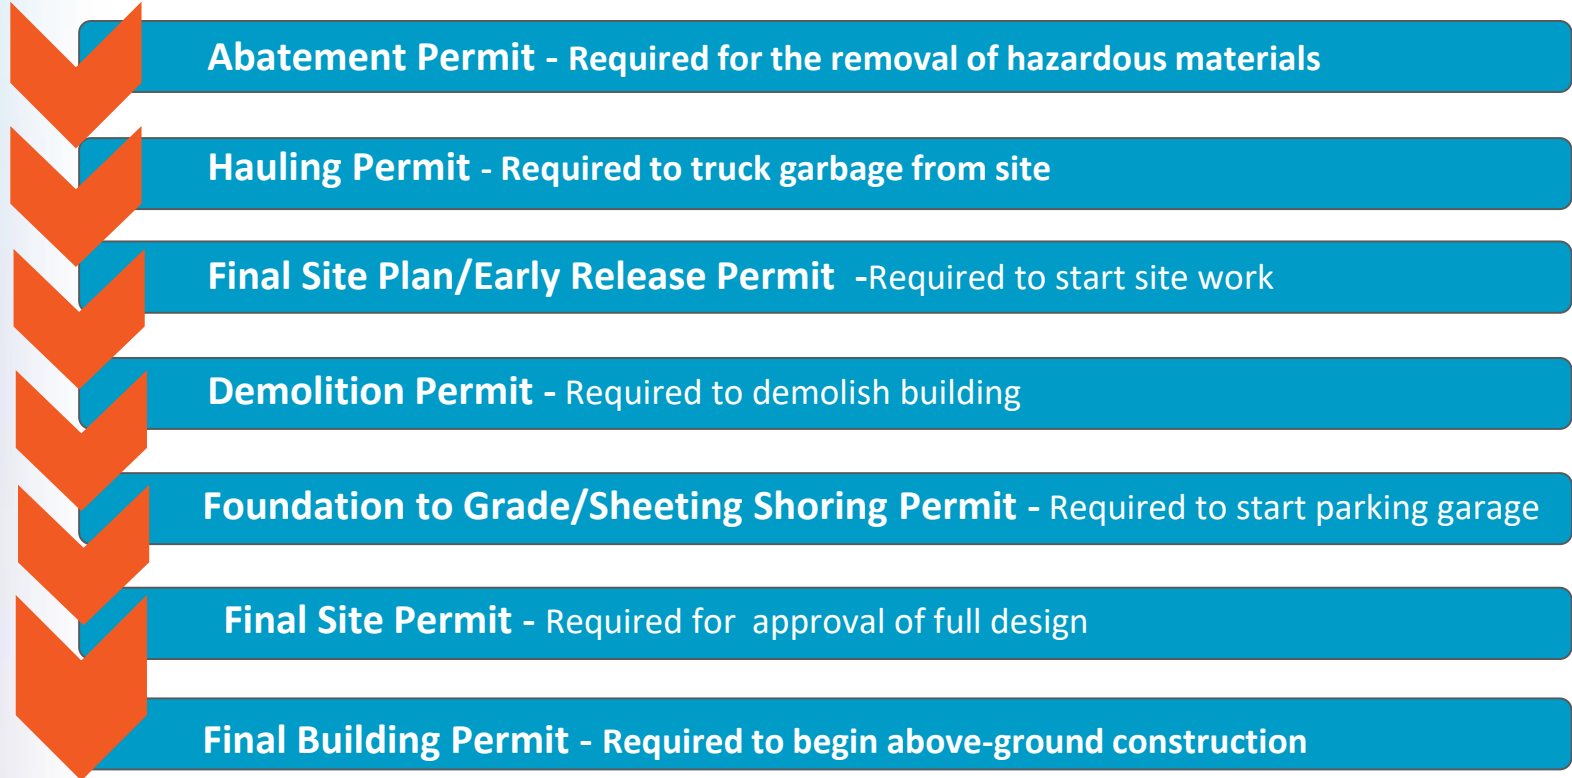 Abatement Permit - Required for the removal of hazardous materials
Hauling Permit - Required to truck garbage from site
Final Site Plan/Early Release Permit -Required to start site work
Demolition Permit - Required to demolish building
Foundation to Grade/Sheeting Shoring Permit - Required to start parking garage
Final Site Permit - Required for approval of full design
Final Building Permit - Required to begin above-ground construction